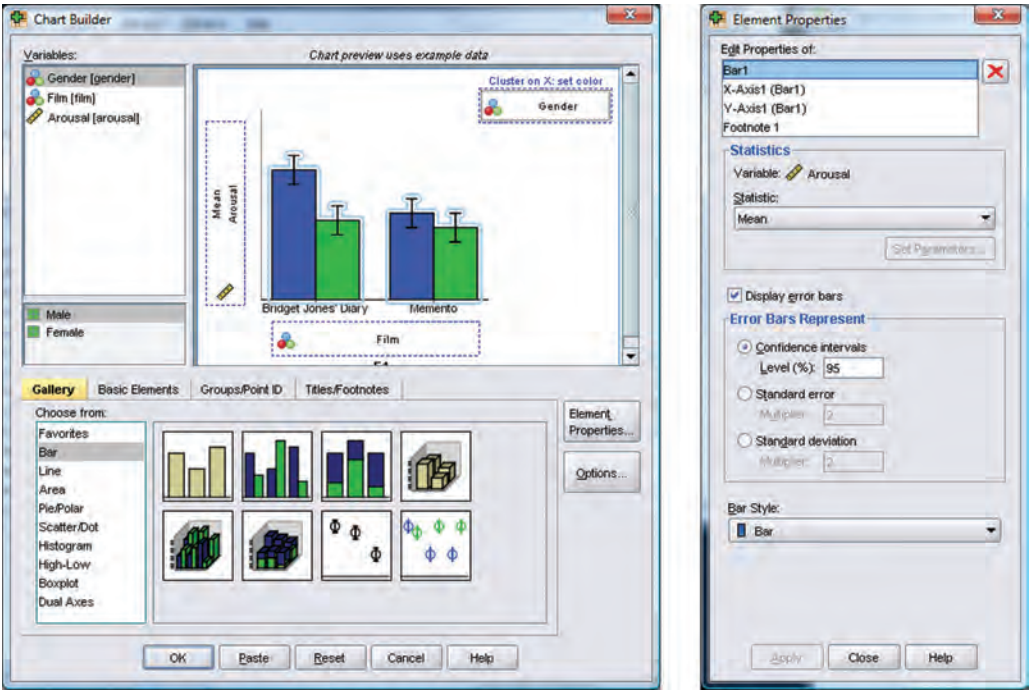 Chart Builder
Variables:
Chart preview uses example data
Gender [gender]
Film [film]
Arousal [arousal]
Cluster on X: set color
Gender
Mean
Arousal
Bridget Jones' Diary
Memento
Film
Male
Female
Gallery
Basic Elements
Groups/Point ID
Titles/Footnotes
Choose from:
Favorites
Bar
Line
Area
Pie/Polar
Scatter/Dot
Histogram
High-Low
Boxplot
Dual Axes
Element
Properties...
Options...
OK
Paste
Reset
Cancel
Help
Element Properties
Edit Properties of:
Bar1
X-Axis1 (Bar1)
Y-Axis1 (Bar1)
Footnote 1
Statistics
Variable: Arousal
Statistic:
Mean
Set Parameters...
Display error bars
Error Bars Represent
Confidence intervals
Level (%): 95
Standard error
Multiplier: 2
Standard deviation
Multiplier: 2
Bar Style:
Bar
Apply
Close
Help